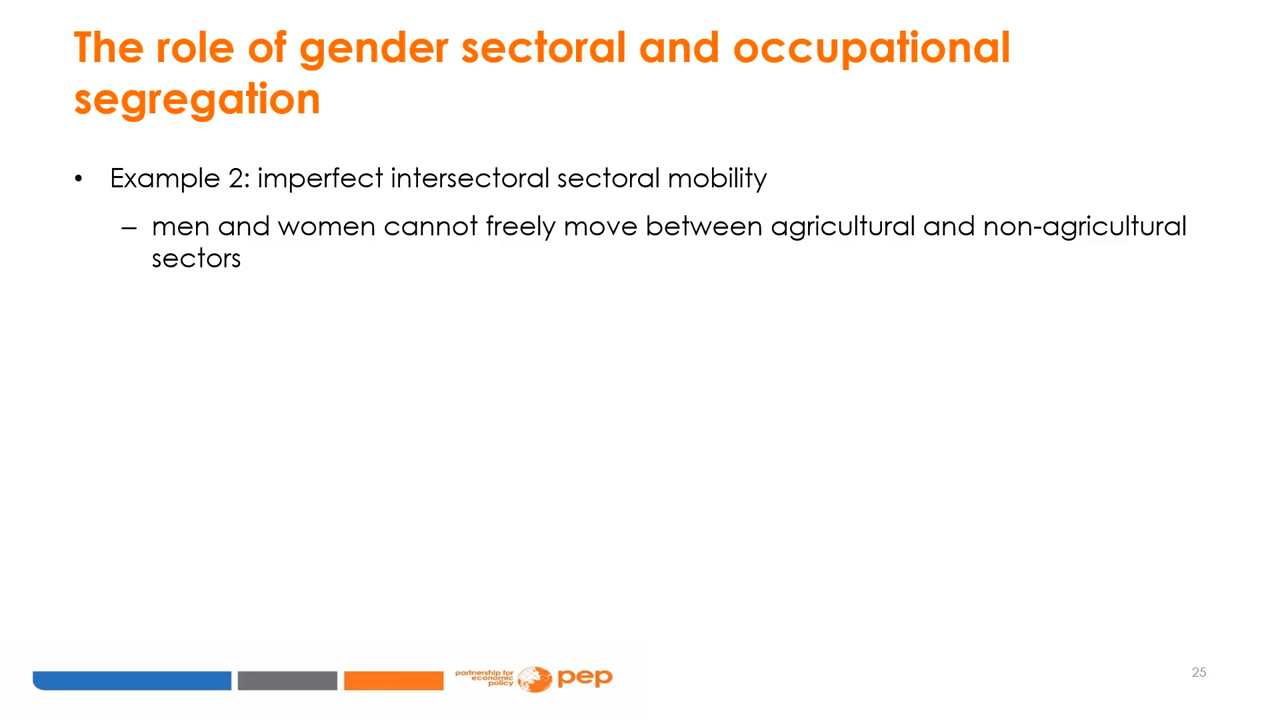 The role of gender sectoral and occupational
segregation
• Example 2: imperfect intersectoral sectoral mobility
– men and women cannot freely move between agricultural and non-agricultural
sectors
partnership for
economic
policy
pep
25